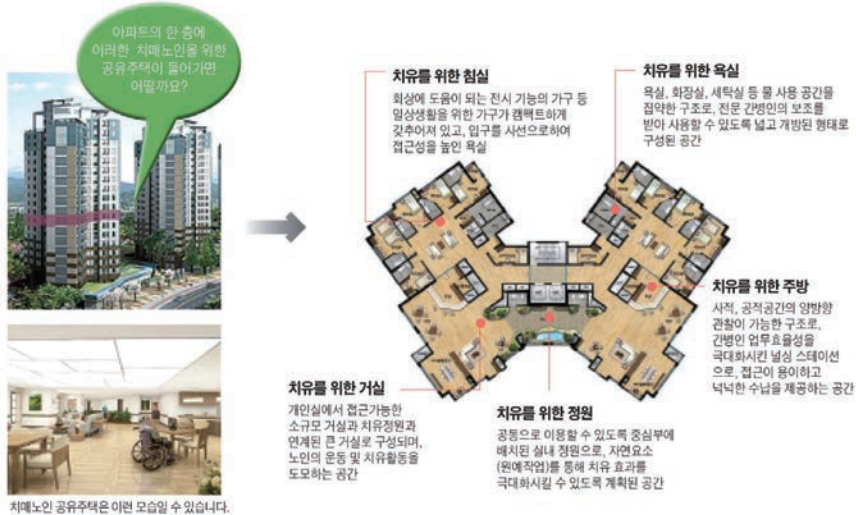 아파트의 한 층에
이러한 치매노인을 위한
공유주택이 들어가면
어떨까요?
치유를 위한 침실
회상에 도움이 되는 전시 기능의 가구 등
일상생활을 위한 가구가 컴팩트하게
갖추어져 있고, 입구를 사선으로하여
접근성을 높인 욕실
치유를 위한 욕실
욕실, 화장실, 세탁실 등 물 사용 공간을
집약한 구조로, 전문 간병인의 보조를
받아 사용할 수 있도록 넓고 개방된 형태로
구성된 공간
치유를 위한 주방
사적, 공적공간의 양방향
관찰이 가능한 구조로,
간병인 업무효율성을
극대화시킨 널싱 스테이션
으로, 접근이 용이하고
넉넉한 수납을 제공하는 공간
치유를 위한 거실
개인실에서 접근가능한
소규모 거실과 치유정원과
연계된 큰 거실로 구성되며,
노인의 운동 및 치유활동을
도모하는 공간
치유를 위한 정원
공동으로 이용할 수 있도록 중심부에
배치된 실내 정원으로, 자연요소
(원예작업)를 통해 치유 효과를
극대화시킬 수 있도록 계획된 공간
치매노인 공유주택은 이런 모습일 수 있습니다.